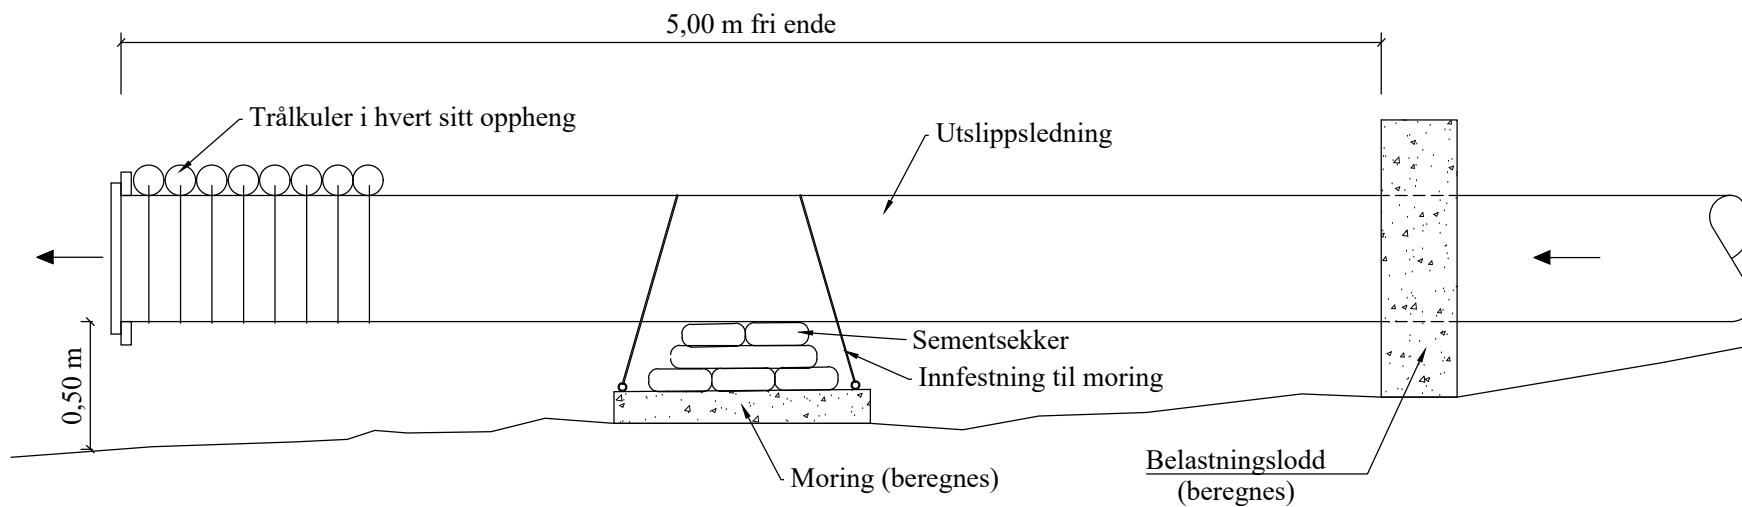 5,00 m fri ende
Trålkuler i hvert sitt oppheng
Utslippsledning
0,50 m
Sementsekker
Innfestning til moring
Moring (beregnes)
Belastningslodd
(beregnes)